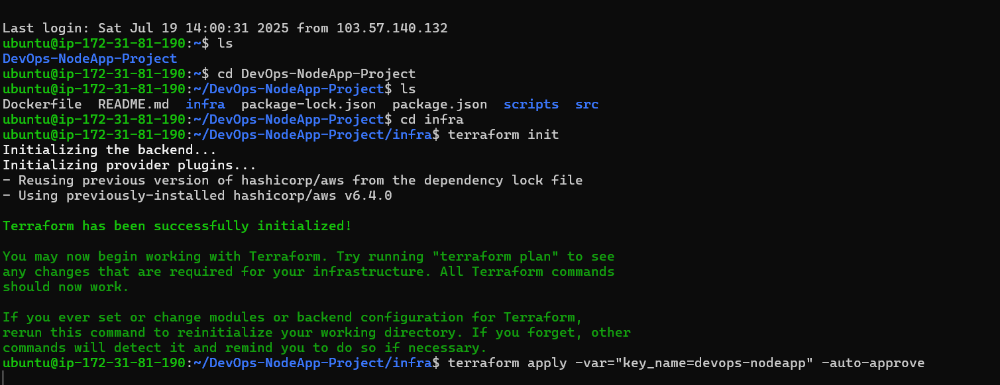 Last login: Sat Jul 19 14:00:31 2025 from 103.57.140.132
ubuntu@ip-172-31-81-190:~$ ls
DevOps-NodeApp-Project
ubuntu@ip-172-31-81-190:~$ cd DevOps-NodeApp-Project
ubuntu@ip-172-31-81-190:~/DevOps-NodeApp-Project$ ls
Dockerfile  README.md  infra  package-lock.json  package.json  scripts  src
ubuntu@ip-172-31-81-190:~/DevOps-NodeApp-Project$ cd infra
ubuntu@ip-172-31-81-190:~/DevOps-NodeApp-Project/infra$ terraform init
Initializing the backend...
Initializing provider plugins...
- Reusing previous version of hashicorp/aws from the dependency lock file
- Using previously-installed hashicorp/aws v6.4.0
Terraform has been successfully initialized!
You may now begin working with Terraform. Try running "terraform plan" to see
any changes that are required for your infrastructure. All Terraform commands
should now work.
If you ever set or change modules or backend configuration for Terraform,
rerun this command to reinitialize your working directory. If you forget, other
commands will detect it and remind you to do so if necessary.
ubuntu@ip-172-31-81-190:~/DevOps-NodeApp-Project/infra$ terraform apply -var="key_name=devops-nodeapp" -auto-approve